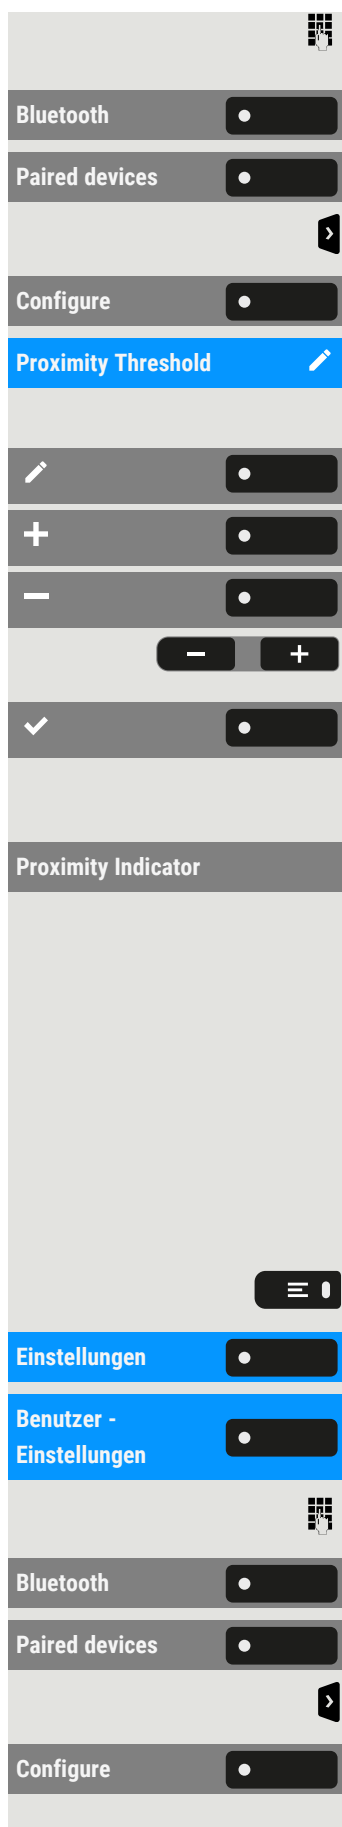 Bluetooth
Paired devices
Configure
Proximity Threshold
Proximity Indicator
Einstellungen
Benutzer -
Einstellungen
Bluetooth
Paired devices
Configure